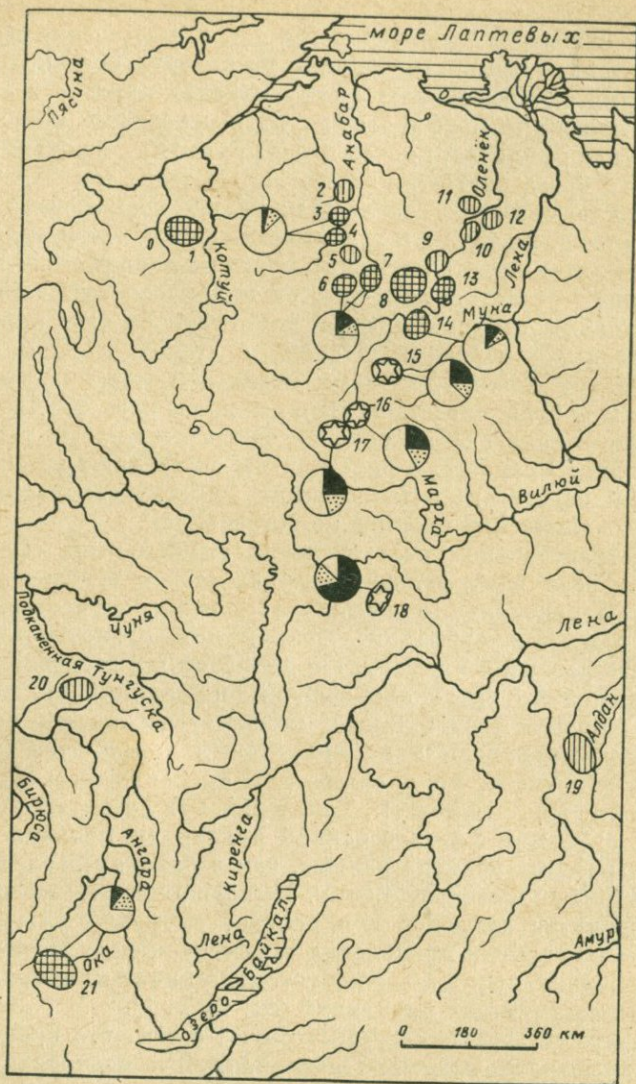 море Лаптевых
Пясина
Анабар
Оленёк
2
11
3
12
1
4
10
5
9
Котуй
7
Лена
6
8
13
14
Муна
15
16
17
Марха
Вилюй
18
Подкаменная Тунгуска
Чуня
Лена
20
Алдан
19
Бирюса
Ангара
Киренга
Лена
Ока
21
озеро Байкал
Амур
0 180 360 км